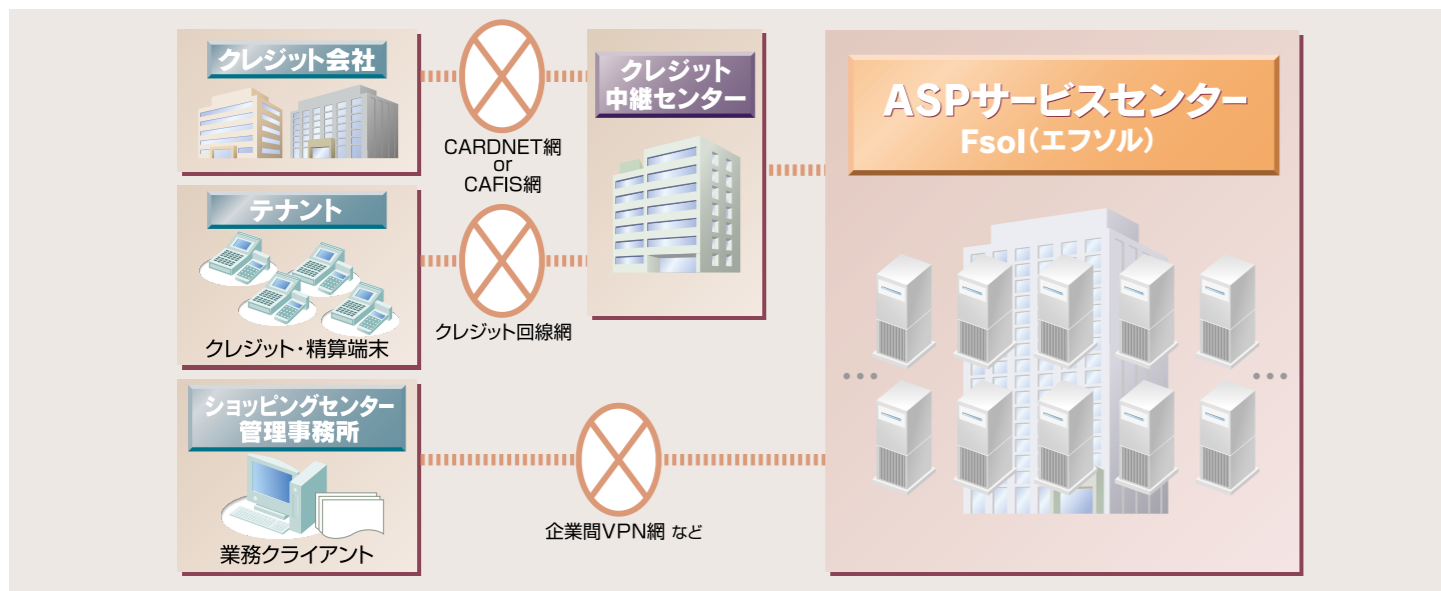 クレジット会社
CARDNET網
or
CAFIS網
クレジット
中継センター
ASPサービスセンター
Fsol（エフソル）
テナント
クレジット・精算端末
クレジット回線網
ショッピングセンター
管理事務所
業務クライアント
企業間VPN網 など